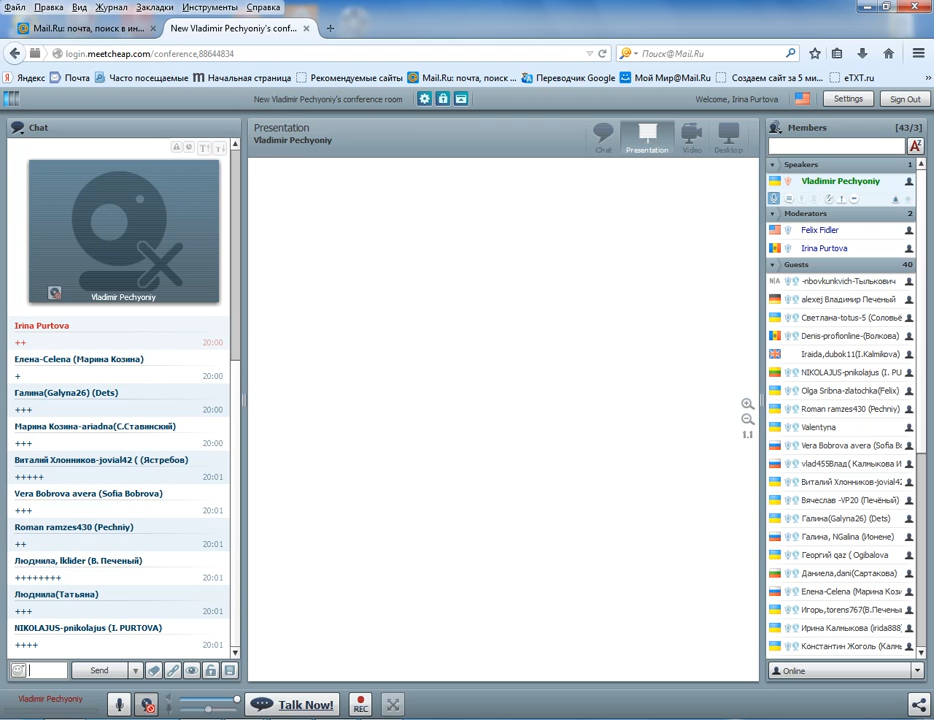 Файл Правка Вид Журнал Закладки Инструменты Справка
Mail.Ru: почта, поиск в ин...
New Vladimir Pechyoniy's conf...
login.meetcheap.com/conference,88644834
Поиск@Mail.Ru
Яндекс Почта Часто посещаемые Начальная страница Рекомендуемые сайты Mail.Ru: почта, поиск ... Переводчик Google Мой Мир@Mail.Ru Создаем сайт за 5 ми... eTXT.ru
New Vladimir Pechyoniy's conference room
Welcome, Irina Purtova
Settings
Sign Out
Chat
Vladimir Pechyoniy
Irina Purtova
++ 20:00
Елена-Celena (Марина Козина)
+ 20:00
Галина(Galyna26) (Dets)
+++ 20:00
Марина Козина-ariadna(С.Ставинский)
+++ 20:00
Виталий Хлонников-jovial42 ( (Ястребов)
+++++ 20:01
Vera Bobrova avera (Sofia Bobrova)
+++ 20:01
Roman ramzes430 (Pechniy)
++ 20:01
Людмила, lklider (В. Печеный)
++++++++ 20:01
Людмила(Татьяна)
+++ 20:01
NIKOLAJUS-pnikolajus (I. PURTOVA)
++++ 20:01
Send
Presentation
Vladimir Pechyoniy
Chat
Presentation
Video
Desktop
1.1
Members [43/3]
Speakers 1
Vladimir Pechyoniy
Moderators 2
Felix Fidler
Irina Purtova
Guests 40
N/A -nbovkunkvich-Тылькович
alexej Владимир Печеный
Светлана-totus-5 (Соловьё
Denis-profionline-(Волкова)
Iraida,dubok11(I.Kalmikova)
NIKOLAJUS-pnikolajus (I. PU
Olga Sribna-zlatochka(Felix)
Roman ramzes430 (Pechniy)
Valentyna
Vera Bobrova avera (Sofia Bo
vlad455Влад( Калмыкова И
Виталий Хлонников-jovial42
Вячеслав -VP20 (Печёный)
Галина(Galyna26) (Dets)
Галина, NGalina (Ионене)
Георгий qaz ( Ogibalova
Даниела,dani(Сартакова)
Елена-Celena (Марина Кози
Игорь,torens767(В.Печены
Ирина Калмыкова (irida888)
Константин Жоголь (Калм
Online
Vladimir Pechyoniy
Talk Now!
REC